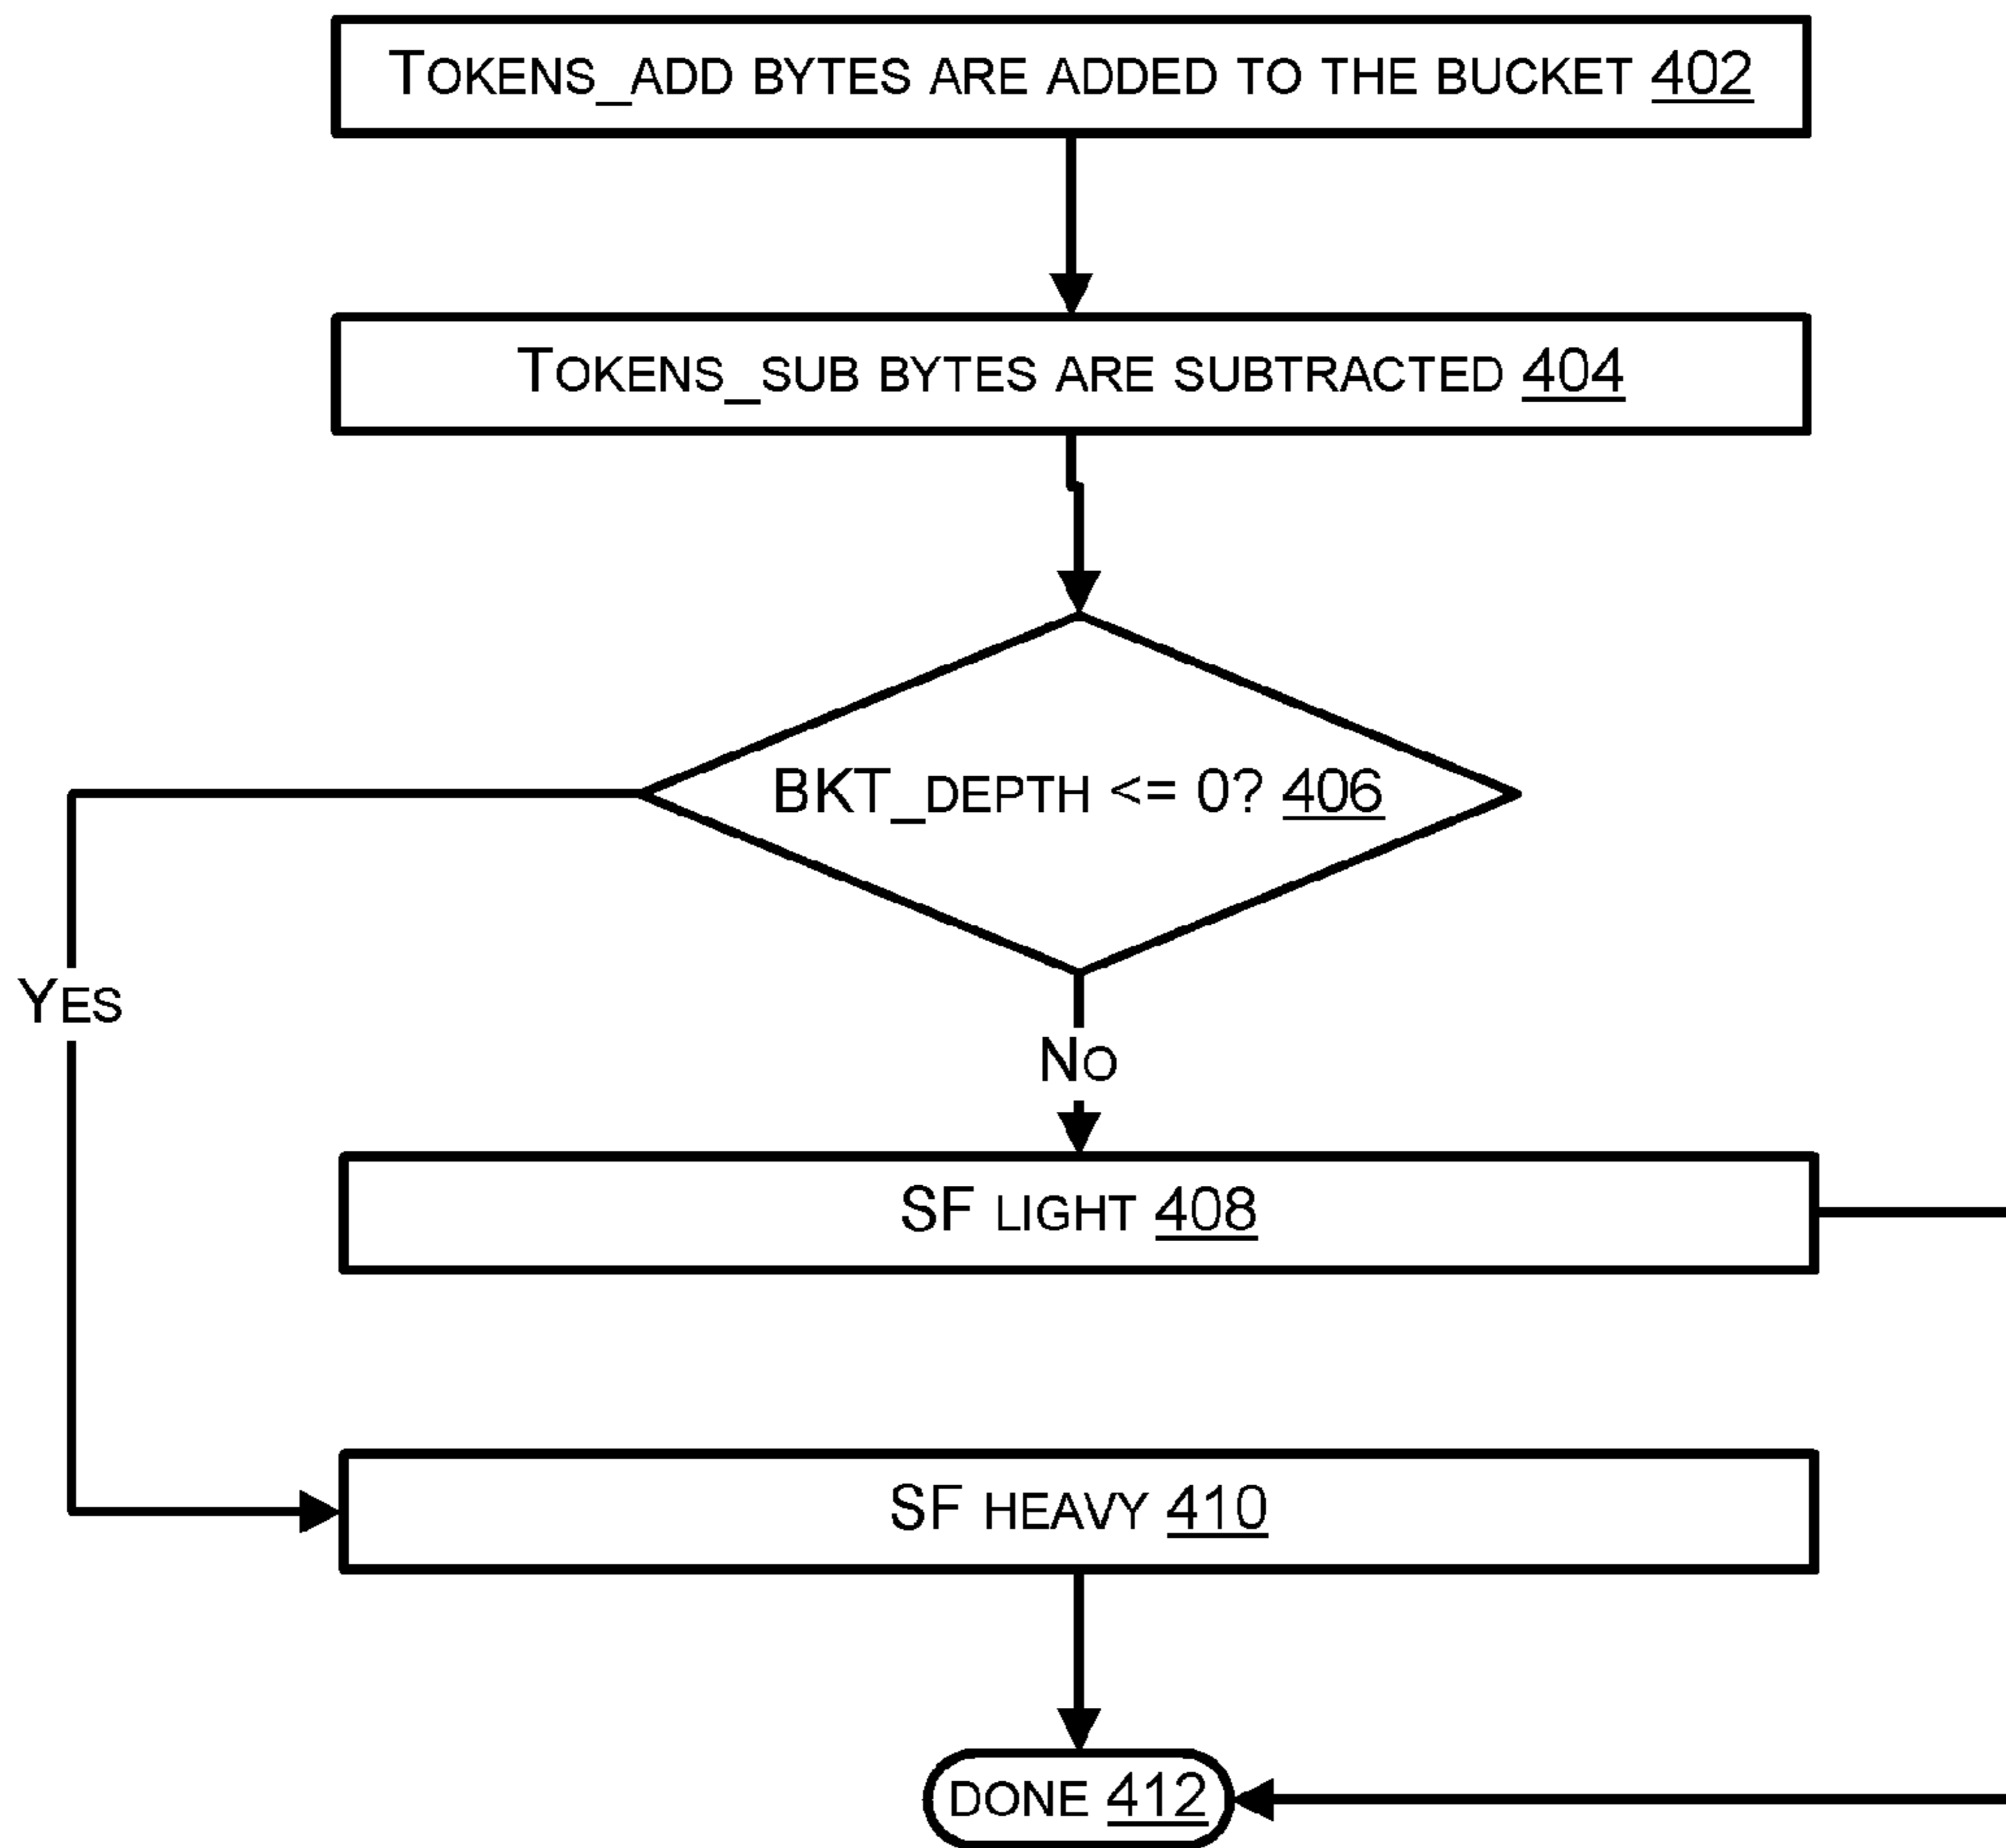 TOKENS_ADD BYTES ARE ADDED TO THE BUCKET 402
TOKENS_SUB BYTES ARE SUBTRACTED 404
BKT_DEPTH <= 0? 406
YES
NO
SF LIGHT 408
SF HEAVY 410
DONE 412